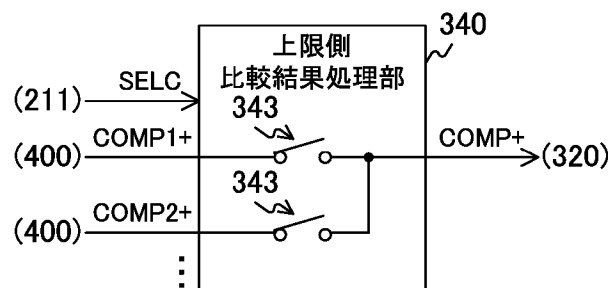 340
上限側
比較結果処理部
(211) SELC
343
(400) COMP1+
COMP+ (320)
343
(400) COMP2+
⋮